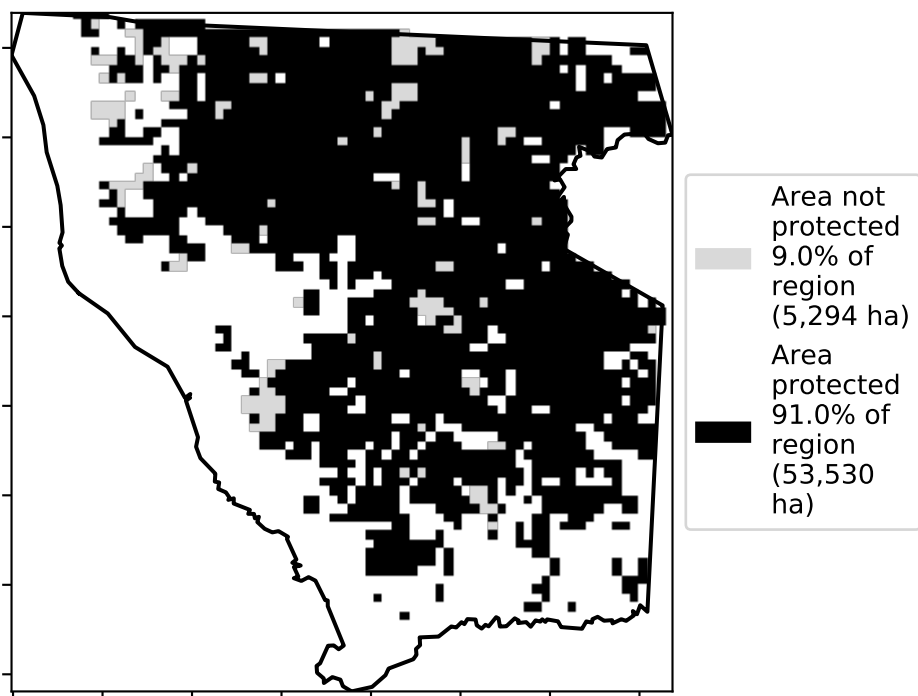 Area not
protected
9.0% of
region
(5,294 ha)
Area
protected
91.0% of
region
(53,530
ha)